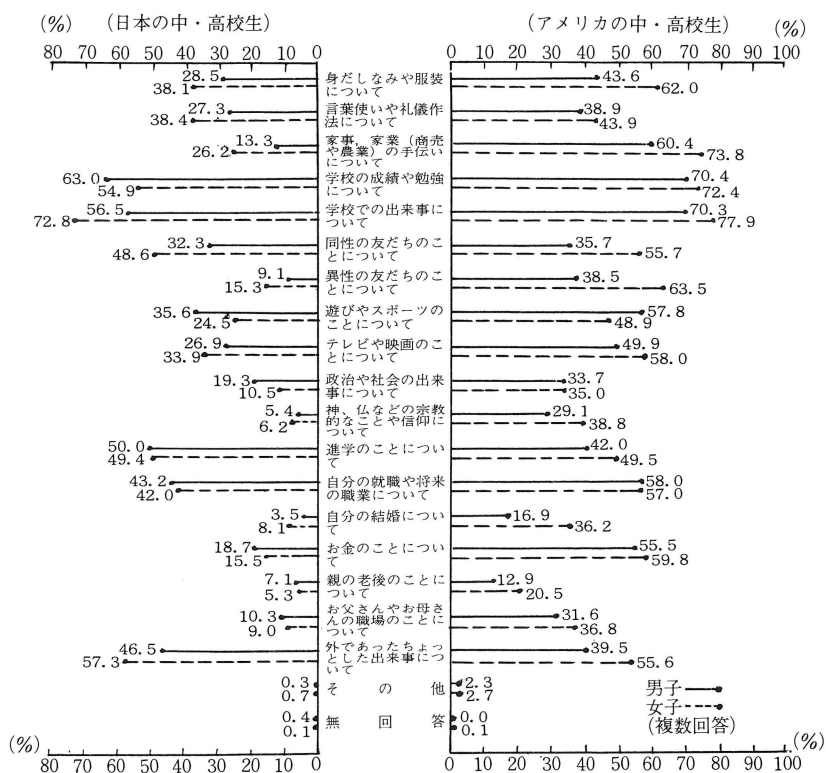 (%) (日本の中・高校生) (アメリカの中・高校生) (%)
80 70 60 50 40 30 20 10 0 0 10 20 30 40 50 60 70 80 90 100
28.5 身だしなみや服装 43.6
38.1 について 62.0
27.3 言葉使いや礼儀作 38.9
38.4 法について 43.9
13.3 家事，家業（商売 60.4
26.2 や農業）の手伝い 73.8
について
63.0 学校の成績や勉強 70.4
54.9 について 72.4
56.5 学校での出来事に 70.3
72.8 ついて 77.9
32.3 同性の友だちのこ 35.7
48.6 とについて 55.7
9.1 異性の友だちのこ 38.5
15.3 とについて 63.5
35.6 遊びやスポーツの 57.8
24.5 ことについて 48.9
26.9 テレビや映画のこ 49.9
33.9 とについて 58.0
19.3 政治や社会の出来 33.7
10.5 事について 35.0
5.4 神、仏などの宗教 29.1
6.2 的なことや信仰に 38.8
ついて
50.0 進学のことについ 42.0
49.4 て 49.5
43.2 自分の就職や将来 58.0
42.0 の職業について 57.0
3.5 自分の結婚につい 16.9
8.1 て 36.2
18.7 お金のことについ 55.5
15.5 て 59.8
7.1 親の老後のことに 12.9
5.3 ついて 20.5
10.3 お父さんやお母さ 31.6
9.0 んの職場のことに 36.8
ついて
46.5 外であったちょっ 39.5
57.3 とした出来事につ 55.6
いて
0.3 その他 2.3
0.7 2.7
0.4 無回答 0.0
0.1 0.1
男子
女子
(複数回答)
(%) 80 70 60 50 40 30 20 10 0 0 10 20 30 40 50 60 70 80 90 100 (%)